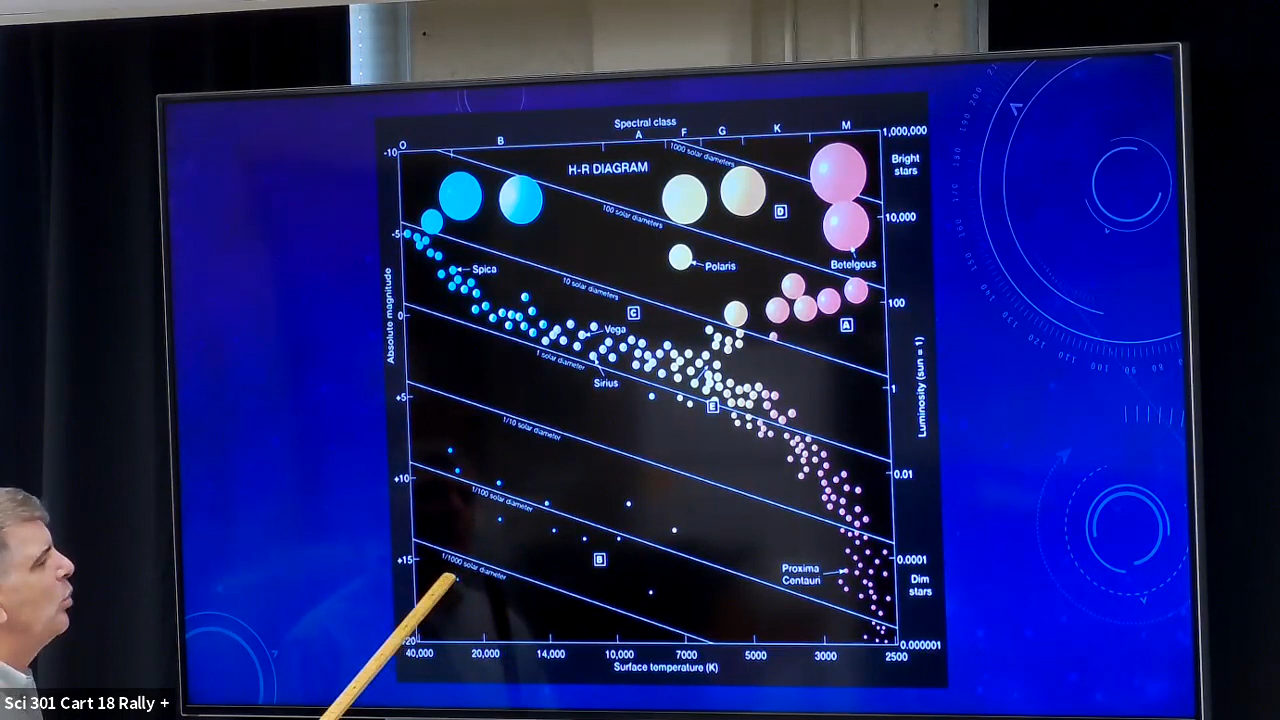 Spectral class
O B A F G K M
1,000,000
-10
1000 solar diameters
H-R DIAGRAM
Bright
stars
D
100 solar diameters
10,000
-5
Polaris
Betelgeus
Spica
10 solar diameters
C
100
A
0
Vega
1 solar diameter
Sirius
Absolute magnitude
Luminosity (sun = 1)
1
+5
E
1/10 solar diameter
0.01
+10
1/100 solar diameter
B
+15
1/1000 solar diameter
Proxima
Centauri
0.0001
Dim
stars
20
0.000001
40,000 20,000 14,000 10,000 7000 5000 3000 2500
Surface temperature (K)
Sci 301 Cart 18 Rally +